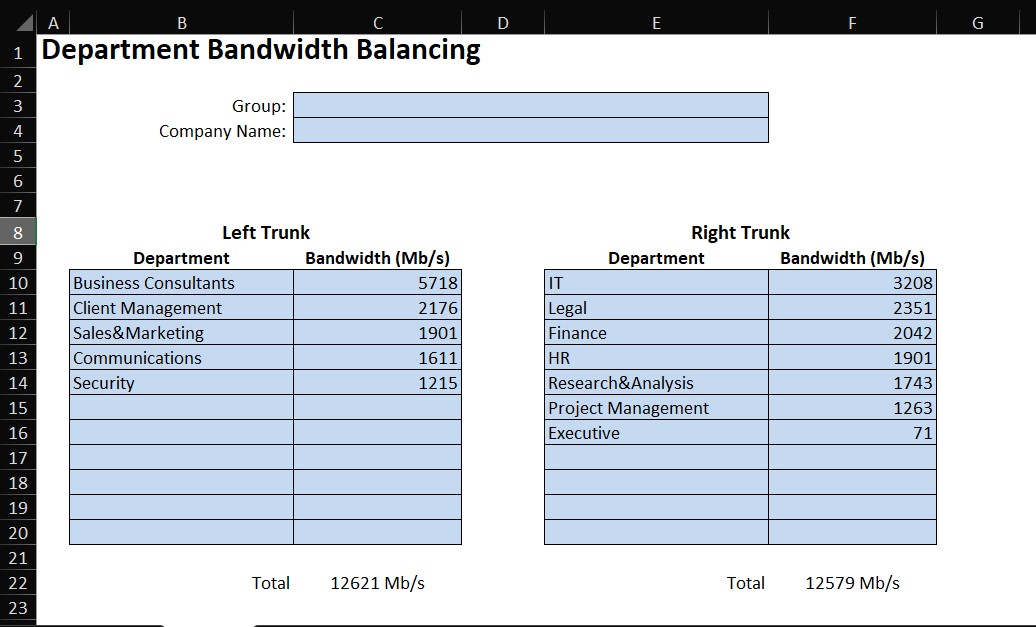 A B C D E F G
1 Department Bandwidth Balancing
2
3 Group:
4 Company Name:
5
6
7
8 Left Trunk Right Trunk
9 Department Bandwidth (Mb/s) Department Bandwidth (Mb/s)
10 Business Consultants 5718 IT 3208
11 Client Management 2176 Legal 2351
12 Sales&Marketing 1901 Finance 2042
13 Communications 1611 HR 1901
14 Security 1215 Research&Analysis 1743
15 Project Management 1263
16 Executive 71
17
18
19
20
21
22 Total 12621 Mb/s Total 12579 Mb/s
23